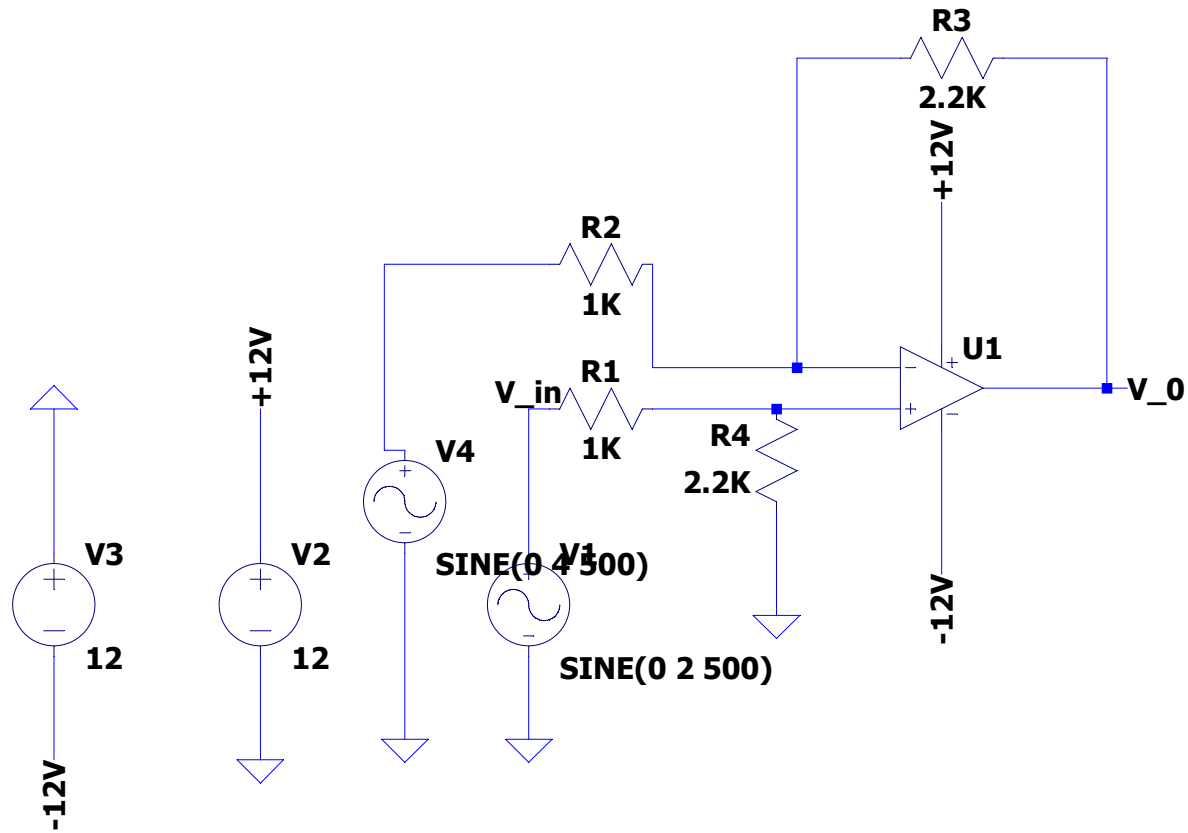 R3
2.2K
+12V
R2
1K
U1
V_in
R1
1K
V_0
R4
2.2K
-12V
V4
SINE(0 4 500)
V1
SINE(0 2 500)
+12V
V2
12
V3
12
-12V